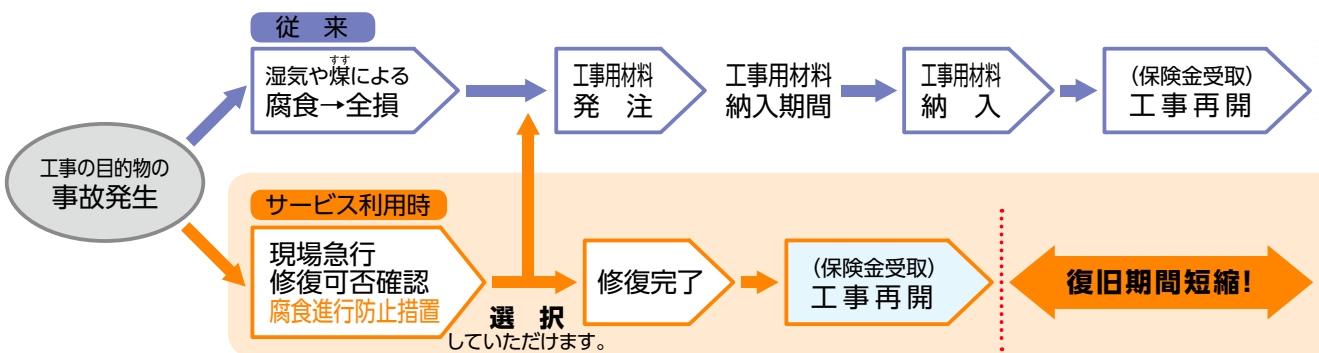 従来
湿気や煤による
すす
腐食→全損
工事用材料
発注
工事用材料
納入期間
工事用材料
納入
(保険金受取)
工事再開
工事の目的物の
事故発生
サービス利用時
現場急行
修復可否確認
腐食進行防止措置
選択
していただけます。
修復完了
(保険金受取)
工事再開
復旧期間短縮!